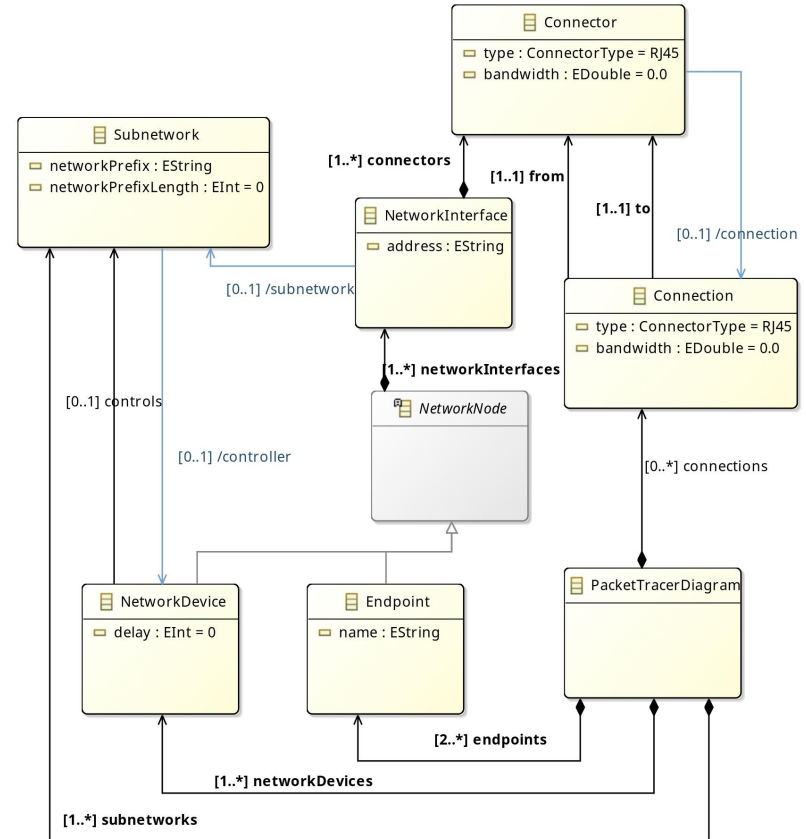 Connector
type : ConnectorType = RJ45
bandwidth : EDouble = 0.0
Subnetwork
networkPrefix : EString
networkPrefixLength : EInt = 0
[1..*] connectors
[1..1] from
[1..1] to
[0..1] /connection
NetworkInterface
address : EString
[0..1] /subnetwork
Connection
type : ConnectorType = RJ45
bandwidth : EDouble = 0.0
[1..*] networkInterfaces
NetworkNode
[0..1] controls
[0..1] /controller
[0..*] connections
NetworkDevice
delay : EInt = 0
Endpoint
name : EString
PacketTracerDiagram
[2..*] endpoints
[1..*] networkDevices
[1..*] subnetworks